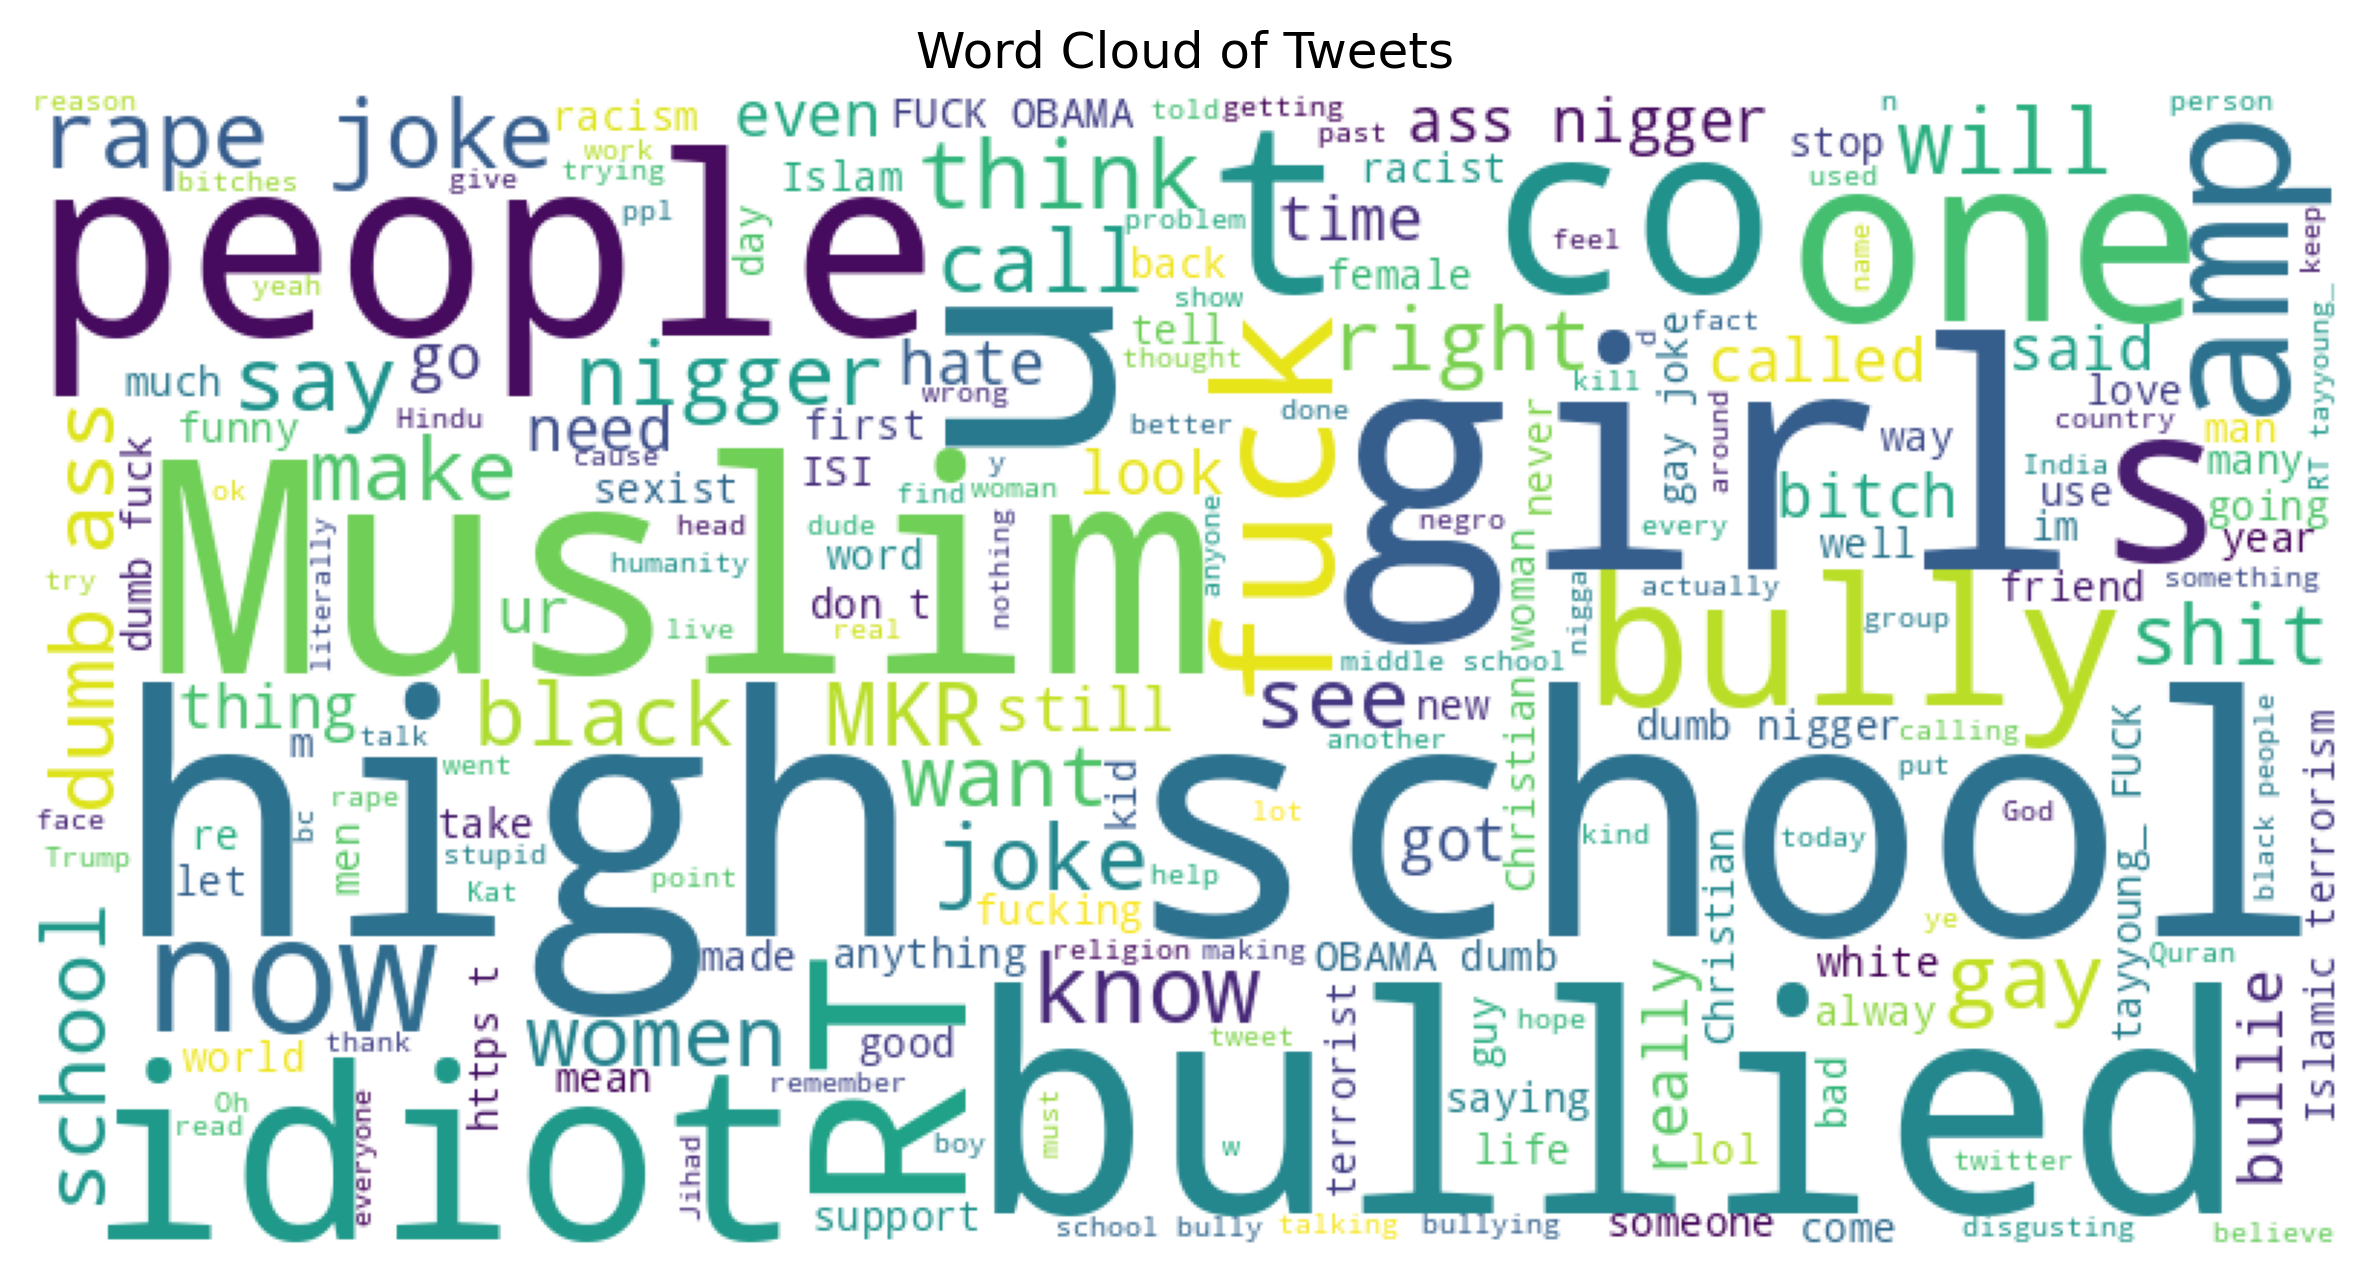 Word Cloud of Tweets
reason
rape joke
racism
even
FUCK OBAMA
told
getting
past
ass nigger
stop
n
will
person
work
bitches
give
trying
Islam
think
t co
racist
used
people
ppl
day
problem
time
feel
one
name
amp
keep
yeah
call
back
female
show
u
tell
thought
fuck
right
d
gay joke
fact
called
said
RT tayyoung_
much
say
go
nigger
hate
wrong
kill
love
country
dumb ass
dumb fuck
funny
Hindu
need
cause
first
better
done
girl
never
around
way
s
man
many
India
use
going
Muslim
make
ok
sexist
ISI
y
find
woman
look
bitch
head
dude
negro
every
im
year
literally
humanity
word
nothing
anyone
well
try
ur
live
don t
real
Christian woman
nigga
actually
friend
something
bully
group
shit
middle school
high school
thing
black
MKR
still
see
new
m
talk
another
dumb nigger
calling
tayyoung_ FUCK
black people
Islamic terrorism
went
want
kid
put
face
bc
rape
men
take
lot
God
re
Trump
let
stupid
Kat
point
joke
help
got
kind
today
Christian
fucking
ye
school
now
made
anything
religion
making
OBAMA dumb
white
gay
Quran
know
https t
thank
women
RT
good
bullied
tweet
terrorist
guy
hope
really
alway
bullie
world
mean
remember
idiot
Oh
read
everyone
Jihad
boy
must
w
saying
bad
life
lol
twitter
support
school bully
talking
bullying
someone
come
disgusting
believe